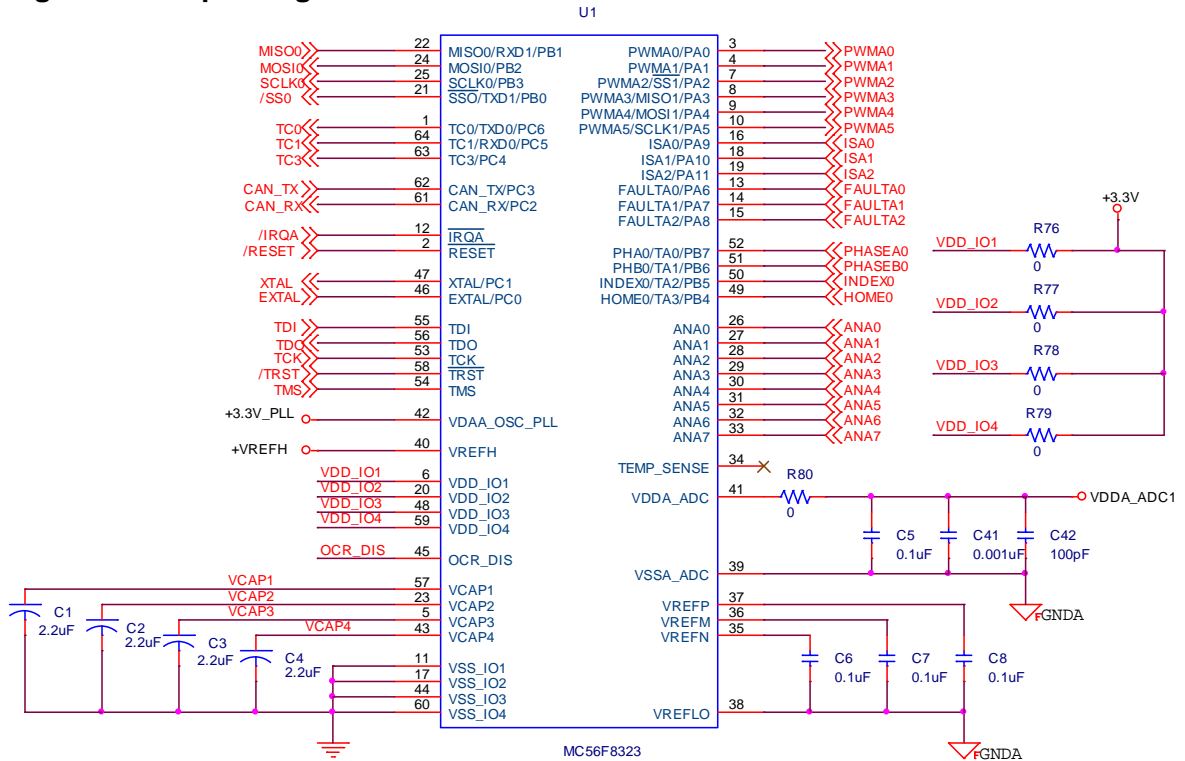 U1
MISO0 22 MISO0/RXD1/PB1
MOSI0 24 MOSI0/PB2
SCLK0 25 SCLK0/PB3
/SS0 21 SSO/TXD1/PB0
TC0 1 TC0/TXD0/PC6
TC1 64 TC1/RXD0/PC5
TC3 63 TC3/PC4
CAN_TX 62 CAN_TX/PC3
CAN_RX 61 CAN_RX/PC2
/IRQA 12 IRQA
/RESET 2 RESET
XTAL 47 XTAL/PC1
EXTAL 46 EXTAL/PC0
TDI 55 TDI
TDO 56 TDO
TCK 53 TCK
/TRST 58 TRST
TMS 54 TMS
+3.3V_PLL 42 VDAA_OSC_PLL
+VREFH 40 VREFH
VDD_IO1 6 VDD_IO1
VDD_IO2 20 VDD_IO2
VDD_IO3 48 VDD_IO3
VDD_IO4 59 VDD_IO4
OCR_DIS 45 OCR_DIS
VCAP1 57 VCAP1
VCAP2 23 VCAP2
VCAP3 5 VCAP3
VCAP4 43 VCAP4
C1
2.2uF
C2
2.2uF
C3
2.2uF
C4
2.2uF
11 VSS_IO1
17 VSS_IO2
44 VSS_IO3
60 VSS_IO4
PWMA0/PA0 3 PWMA0
PWMA1/PA1 4 PWMA1
PWMA2/SS1/PA2 7 PWMA2
PWMA3/MISO1/PA3 8 PWMA3
PWMA4/MOSI1/PA4 9 PWMA4
PWMA5/SCLK1/PA5 10 PWMA5
ISA0/PA9 16 ISA0
ISA1/PA10 18 ISA1
ISA2/PA11 19 ISA2
FAULTA0/PA6 13 FAULTA0
FAULTA1/PA7 14 FAULTA1
FAULTA2/PA8 15 FAULTA2
PHA0/TA0/PB7 52 PHASEA0
PHB0/TA1/PB6 51 PHASEB0
INDEX0/TA2/PB5 50 INDEX0
HOME0/TA3/PB4 49 HOME0
ANA0 26 ANA0
ANA1 27 ANA1
ANA2 28 ANA2
ANA3 29 ANA3
ANA4 30 ANA4
ANA5 31 ANA5
ANA6 32 ANA6
ANA7 33 ANA7
TEMP_SENSE 34
VDDA_ADC 41
R80
0
VDDA_ADC1
C5
0.1uF
C41
0.001uF
C42
100pF
VSSA_ADC 39
GNDA
VREFP 37
VREFM 36
VREFN 35
C6
0.1uF
C7
0.1uF
C8
0.1uF
VREFLO 38
GNDA
MC56F8323
+3.3V
VDD_IO1 R76
0
VDD_IO2 R77
0
VDD_IO3 R78
0
VDD_IO4 R79
0